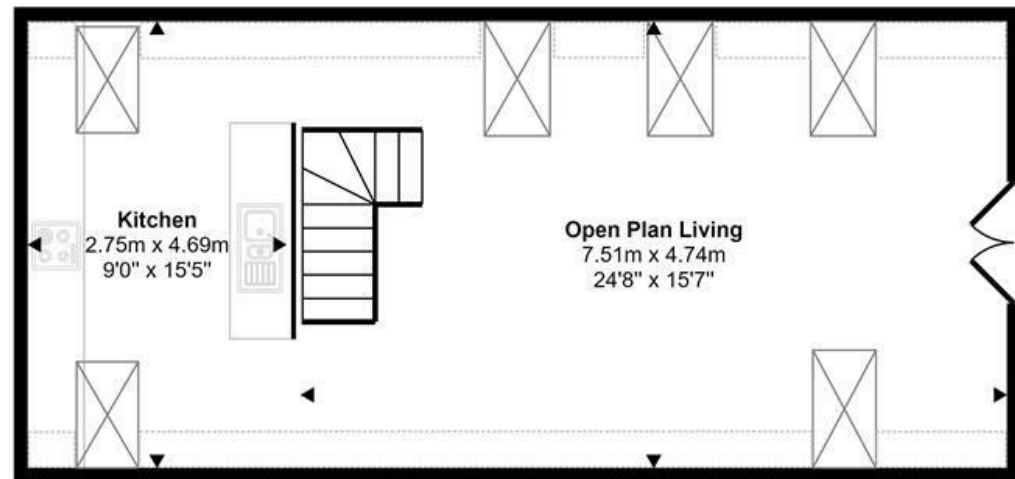 Kitchen
2.75m x 4.69m
9'0" x 15'5"
Open Plan Living
7.51m x 4.74m
24'8" x 15'7"